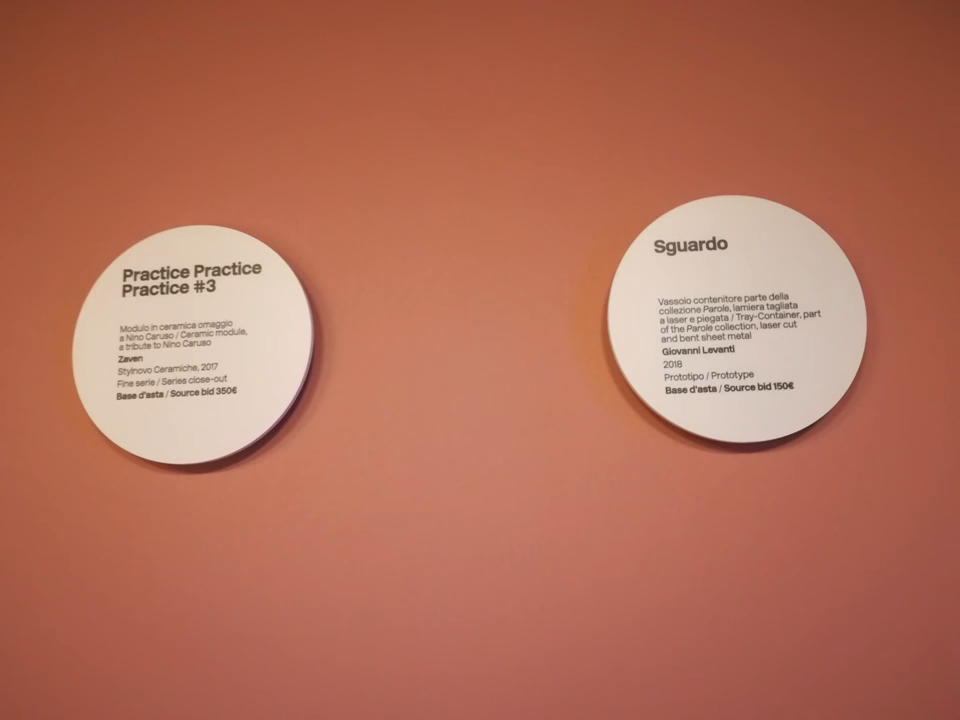 Practice Practice
Practice #3
Modulo in ceramica omaggio
a Nino Caruso / Ceramic module,
a tribute to Nino Caruso
Zaven
Stylnovo Ceramiche, 2017
Fine serie / Series close-out
Base d'asta / Source bid 350€
Sguardo
Vassoio contenitore parte della
collezione Parole, lamiera tagliata
a laser e piegata / Tray-Container, part
of the Parole collection, laser cut
and bent sheet metal
Giovanni Levanti
2018
Prototipo / Prototype
Base d'asta / Source bid 150€